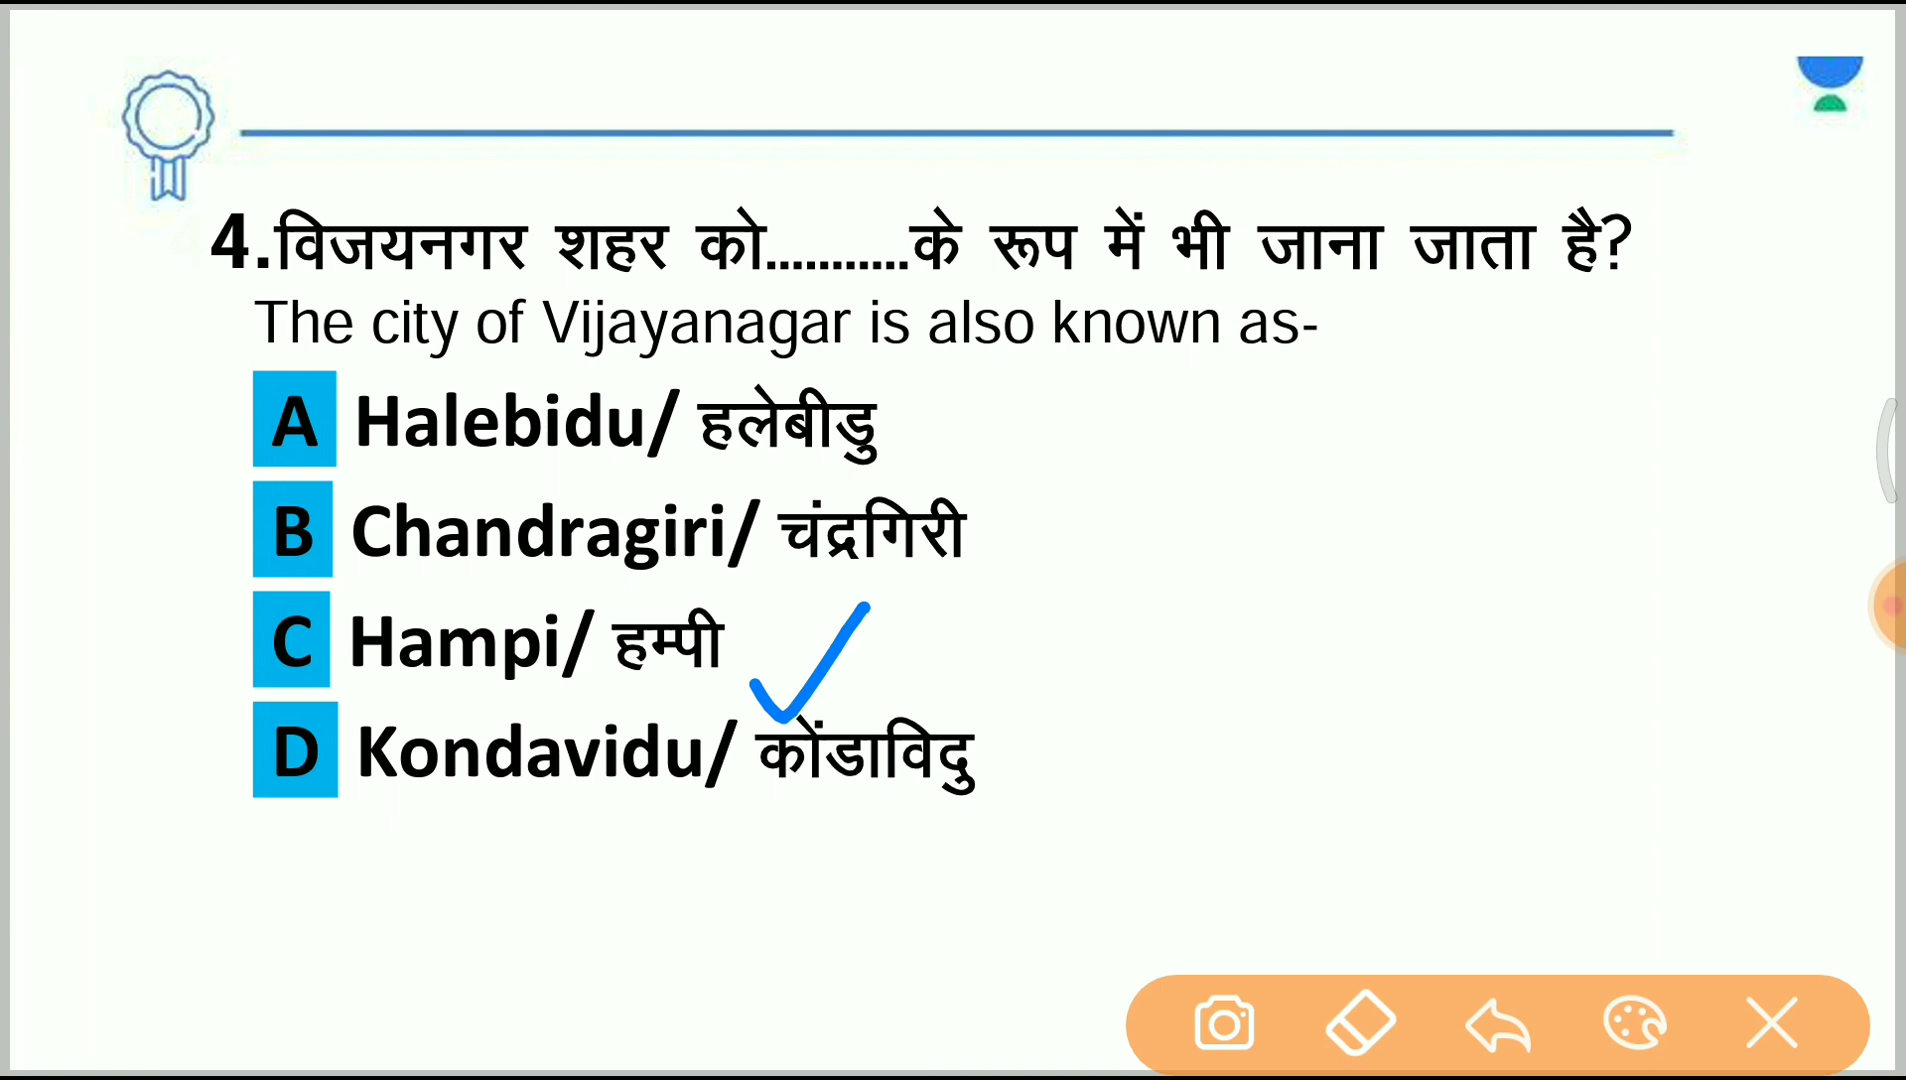 4.विजयनगर शहर को...........के रूप में भी जाना जाता है?
The city of Vijayanagar is also known as-
A Halebidu/ हलेबीडु
B Chandragiri/ चंद्रगिरी
C Hampi/ हम्पी
D Kondavidu/ कोंडाविदु